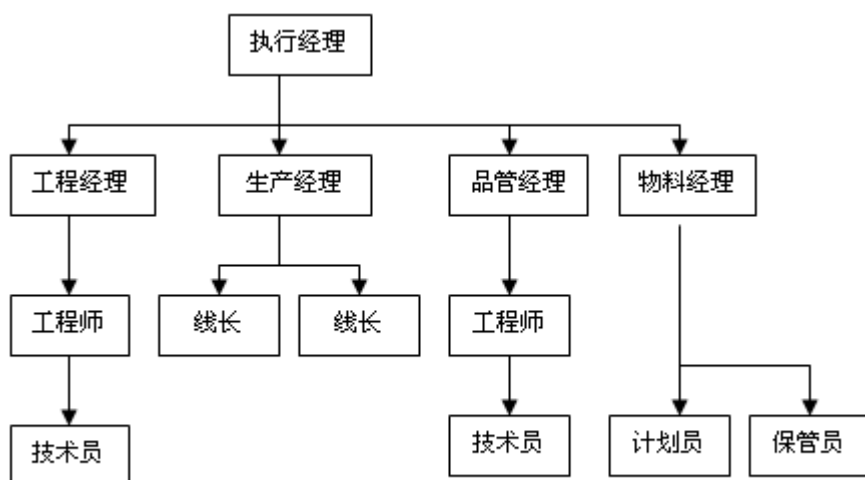 执行经理
工程经理
生产经理
品管经理
物料经理
工程师
线长
线长
工程师
技术员
技术员
计划员
保管员